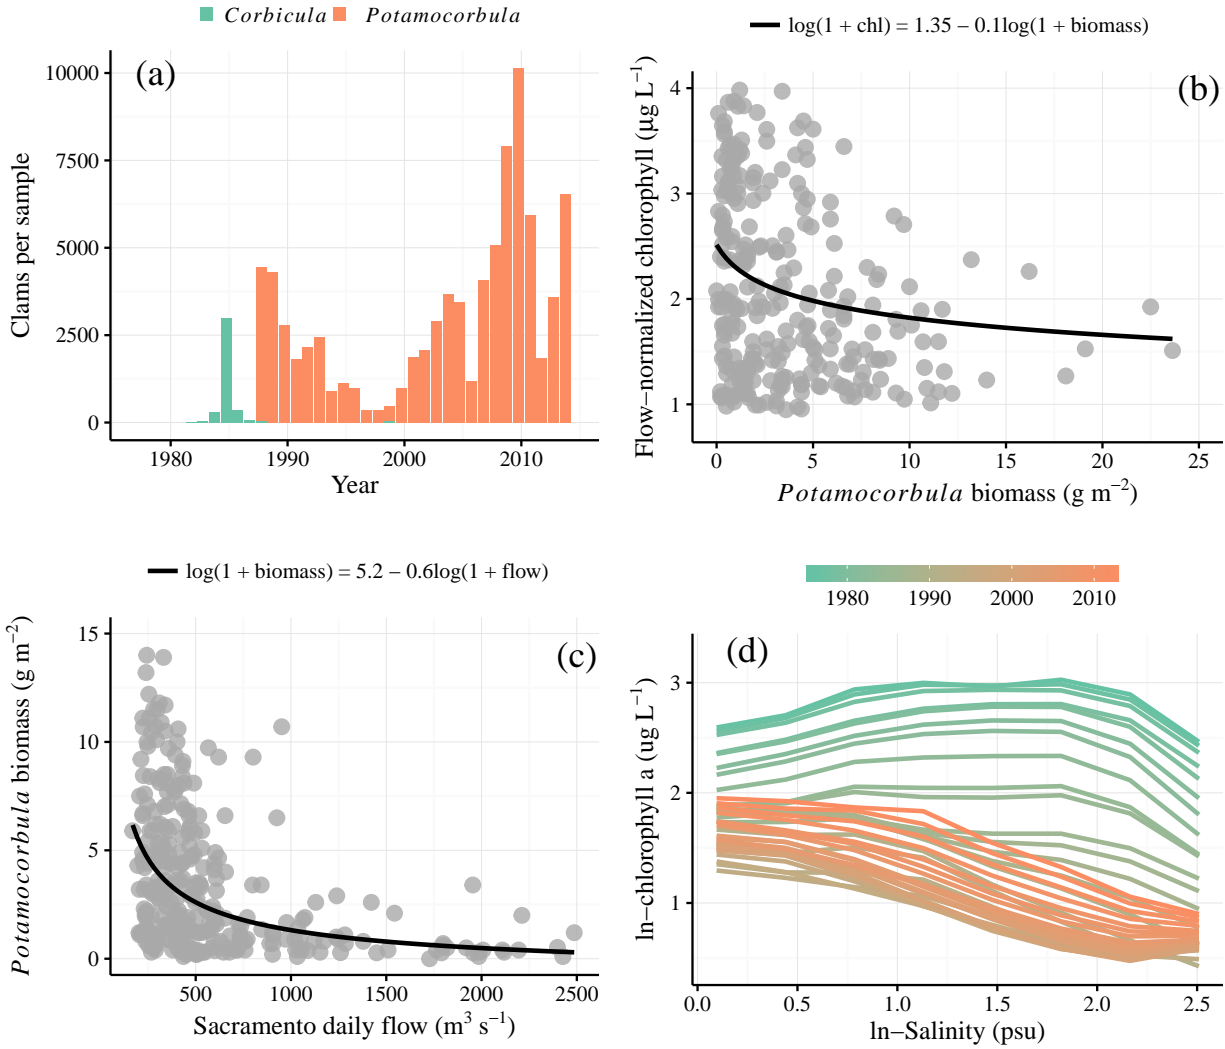 Corbicula Potamocorbula
(a)
Clams per sample
10000
7500
5000
2500
0
1980 1990 2000 2010
Year
log(1 + chl) = 1.35 − 0.1log(1 + biomass)
(b)
Flow−normalized chlorophyll (μg L⁻¹)
4
3
2
1
0 5 10 15 20 25
Potamocorbula biomass (g m⁻²)
log(1 + biomass) = 5.2 − 0.6log(1 + flow)
(c)
Potamocorbula biomass (g m⁻²)
15
10
5
0
500 1000 1500 2000 2500
Sacramento daily flow (m³ s⁻¹)
1980 1990 2000 2010
(d)
ln−chlorophyll a (ug L⁻¹)
3
2
1
0.0 0.5 1.0 1.5 2.0 2.5
ln−Salinity (psu)